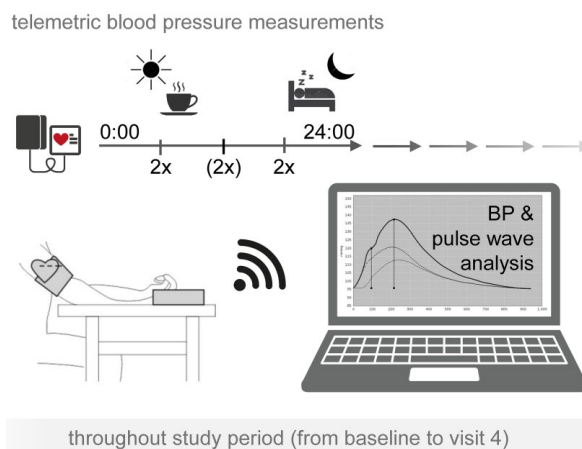 telemetric blood pressure measurements
z z z
0:00
24:00
2x
(2x)
2x
BP &
pulse wave
analysis
throughout study period (from baseline to visit 4)